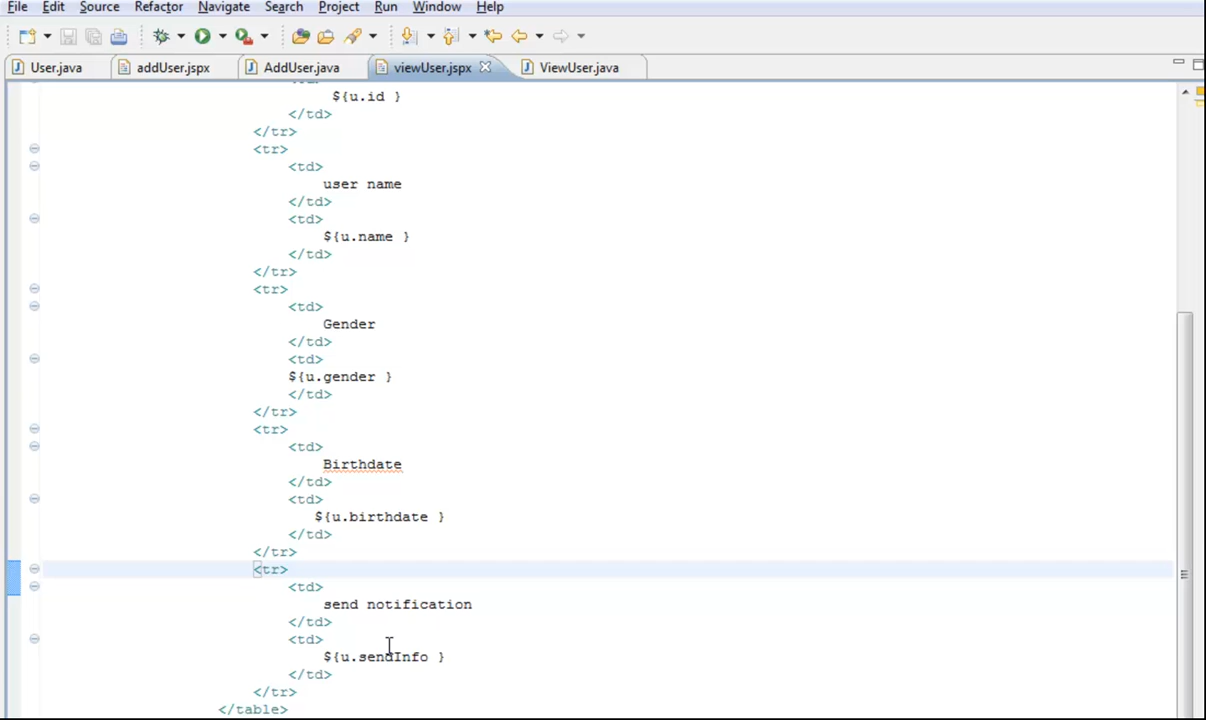 File Edit Source Refactor Navigate Search Project Run Window Help
User.java addUser.jspx AddUser.java viewUser.jspx ViewUser.java
${u.id }
</td>
</tr>
<tr>
<td>
user name
</td>
<td>
${u.name }
</td>
</tr>
<tr>
<td>
Gender
</td>
<td>
${u.gender }
</td>
</tr>
<tr>
<td>
Birthdate
</td>
<td>
${u.birthdate }
</td>
</tr>
<tr>
<td>
send notification
</td>
<td>
${u.sendInfo }
</td>
</tr>
</table>